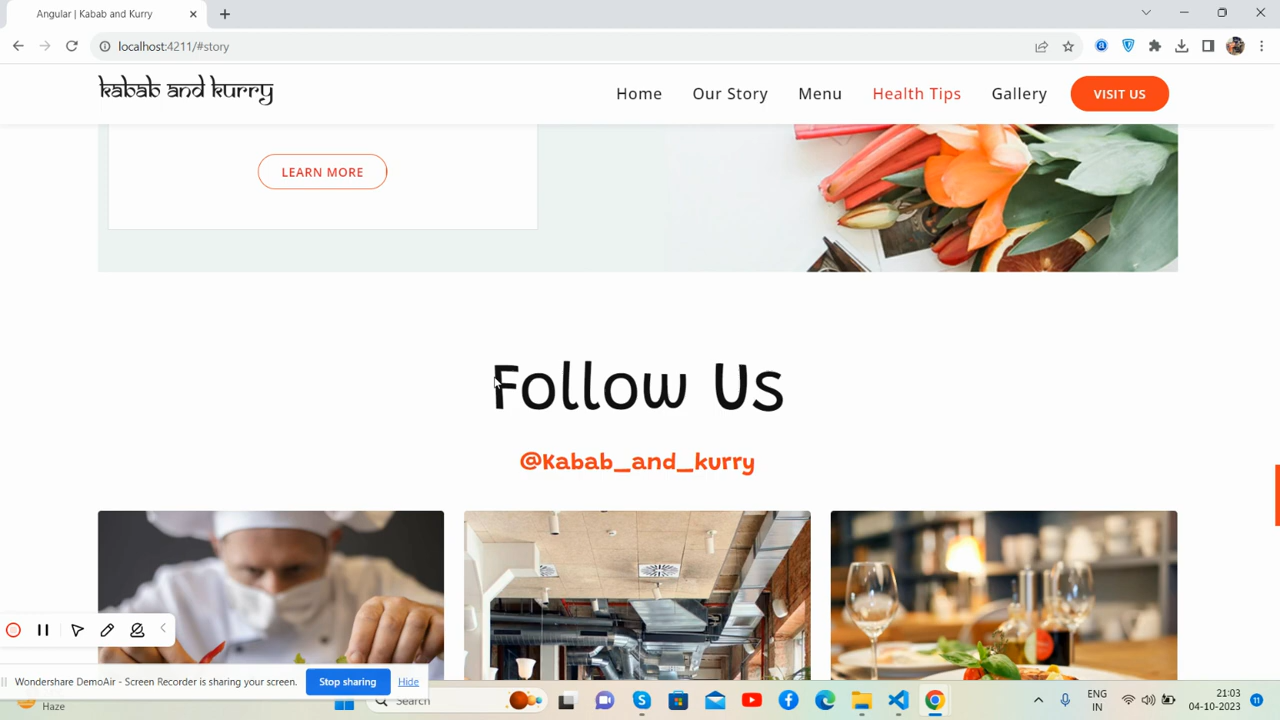 Angular | Kabab and Kurry
localhost:4211/#story
kabab and kurry
Home
Our Story
Menu
Health Tips
Gallery
VISIT US
LEARN MORE
Follow Us
@Kabab_and_kurry
Wondershare DemoAir - Screen Recorder is sharing your screen.
Stop sharing
Hide
Haze
Search
ENG
IN
21:03
04-10-2023
11